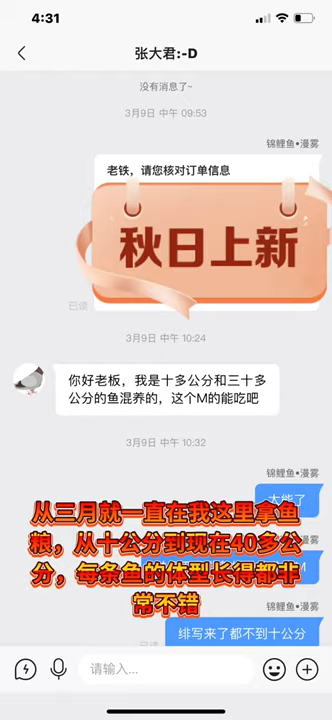 4:31
张大君:-D
没有消息了~
3月9日 中午 09:53
锦鲤鱼•漫雾
老铁，请您核对订单信息
秋日上新
已读
3月9日 中午 10:24
你好老板，我是十多公分和三十多
公分的鱼混养的，这个M的能吃吧
3月9日 中午 10:32
锦鲤鱼•漫雾
太些了
从三月就一直在我这里拿鱼
粮，从十公分到现在40多公
分，每条鱼的体型长得都非
常不错
M
锦鲤鱼•漫雾
绯写来了都不到十公分
请输入...